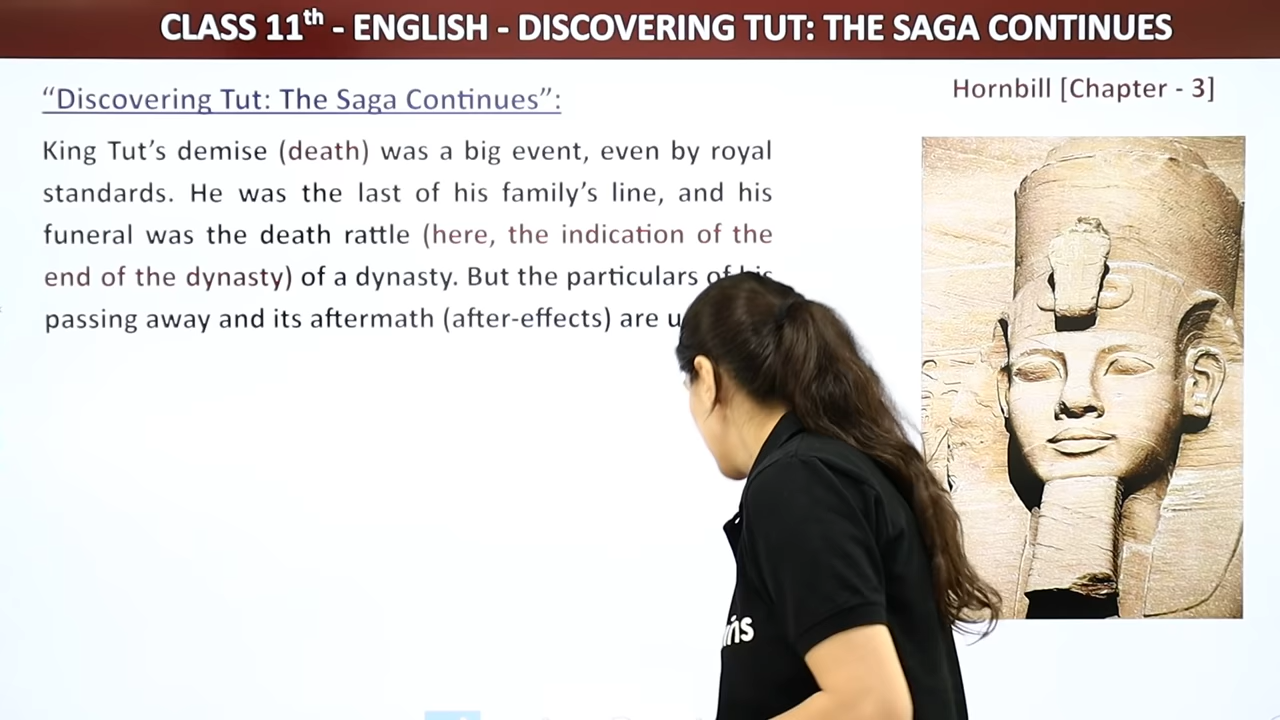 CLASS 11th - ENGLISH - DISCOVERING TUT: THE SAGA CONTINUES
Hornbill [Chapter - 3]
“Discovering Tut: The Saga Continues”:
King Tut’s demise (death) was a big event, even by royal
standards. He was the last of his family’s line, and his
funeral was the death rattle (here, the indication of the
end of the dynasty) of a dynasty. But the particulars of his
passing away and its aftermath (after-effects) are